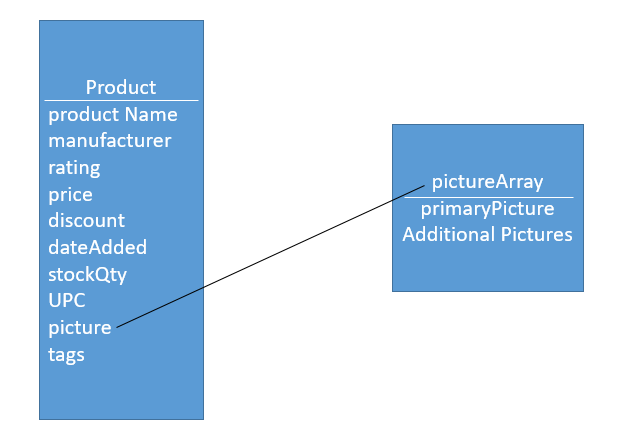 Product
product Name
manufacturer
rating
price
discount
dateAdded
stockQty
UPC
picture
tags
pictureArray
primaryPicture
Additional Pictures